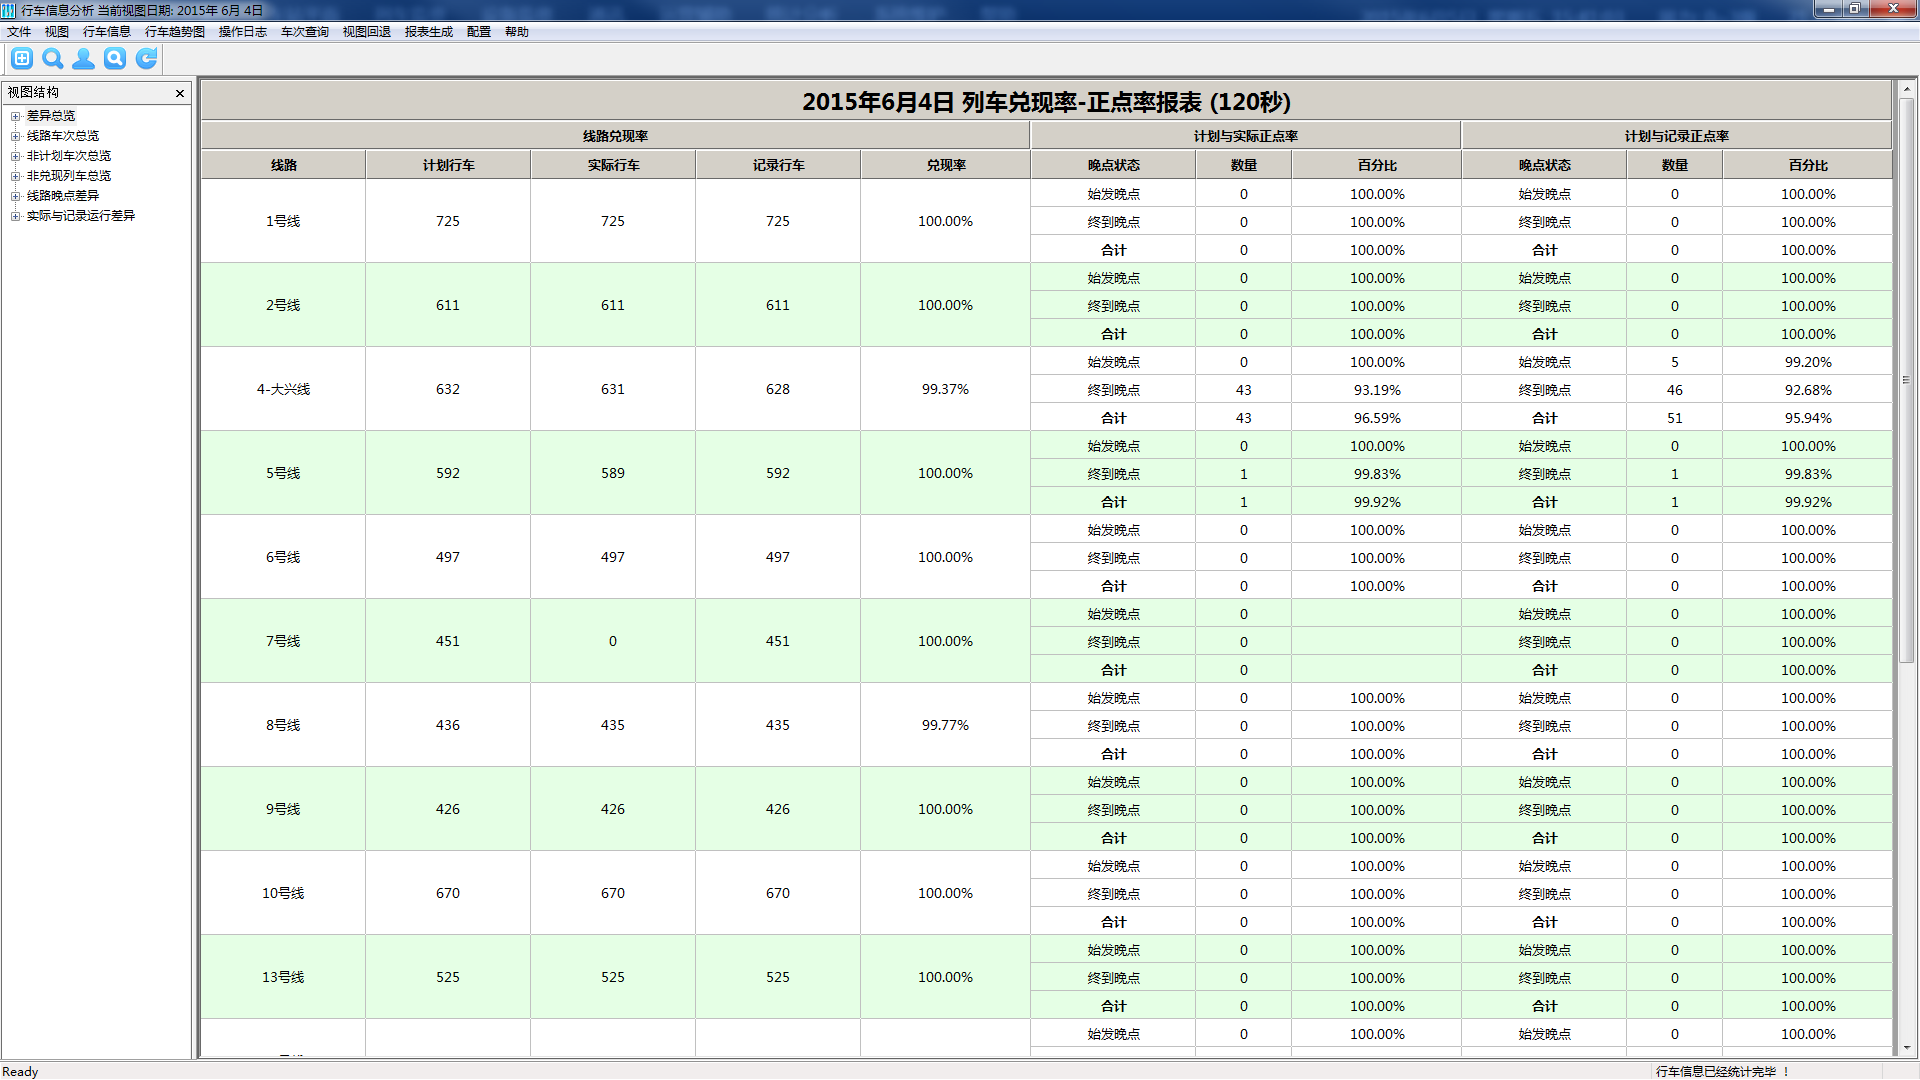 行车信息分析 当前视图日期: 2015年 6月 4日
文件 视图 行车信息 行车趋势图 操作日志 车次查询 视图回退 报表生成 配置 帮助
视图结构
差异总览
线路车次总览
非计划车次总览
非兑现列车总览
线路晚点差异
实际与记录运行差异
2015年6月4日 列车兑现率-正点率报表 (120秒)
线路兑现率 计划与实际正点率 计划与记录正点率
线路 计划行车 实际行车 记录行车 兑现率 晚点状态 数量 百分比 晚点状态 数量 百分比
始发晚点 0 100.00% 始发晚点 0 100.00%
1号线 725 725 725 100.00% 终到晚点 0 100.00% 终到晚点 0 100.00%
合计 0 100.00% 合计 0 100.00%
始发晚点 0 100.00% 始发晚点 0 100.00%
2号线 611 611 611 100.00% 终到晚点 0 100.00% 终到晚点 0 100.00%
合计 0 100.00% 合计 0 100.00%
始发晚点 0 100.00% 始发晚点 5 99.20%
4-大兴线 632 631 628 99.37% 终到晚点 43 93.19% 终到晚点 46 92.68%
合计 43 96.59% 合计 51 95.94%
始发晚点 0 100.00% 始发晚点 0 100.00%
5号线 592 589 592 100.00% 终到晚点 1 99.83% 终到晚点 1 99.83%
合计 1 99.92% 合计 1 99.92%
始发晚点 0 100.00% 始发晚点 0 100.00%
6号线 497 497 497 100.00% 终到晚点 0 100.00% 终到晚点 0 100.00%
合计 0 100.00% 合计 0 100.00%
始发晚点 0 始发晚点 0 100.00%
7号线 451 0 451 100.00% 终到晚点 0 终到晚点 0 100.00%
合计 0 合计 0 100.00%
始发晚点 0 100.00% 始发晚点 0 100.00%
8号线 436 435 435 99.77% 终到晚点 0 100.00% 终到晚点 0 100.00%
合计 0 100.00% 合计 0 100.00%
始发晚点 0 100.00% 始发晚点 0 100.00%
9号线 426 426 426 100.00% 终到晚点 0 100.00% 终到晚点 0 100.00%
合计 0 100.00% 合计 0 100.00%
始发晚点 0 100.00% 始发晚点 0 100.00%
10号线 670 670 670 100.00% 终到晚点 0 100.00% 终到晚点 0 100.00%
合计 0 100.00% 合计 0 100.00%
始发晚点 0 100.00% 始发晚点 0 100.00%
13号线 525 525 525 100.00% 终到晚点 0 100.00% 终到晚点 0 100.00%
合计 0 100.00% 合计 0 100.00%
始发晚点 0 100.00% 始发晚点 0 100.00%
Ready 行车信息已经统计完毕 !